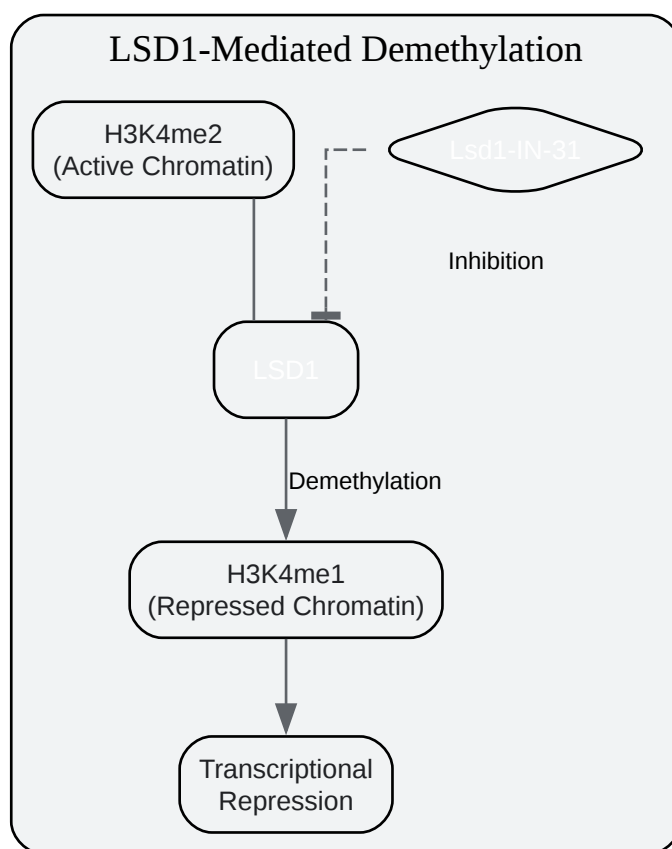 LSD1-Mediated Demethylation
H3K4me2
(Active Chromatin)
Lsd1-IN-31
Inhibition
LSD1
Demethylation
H3K4me1
(Repressed Chromatin)
Transcriptional
Repression